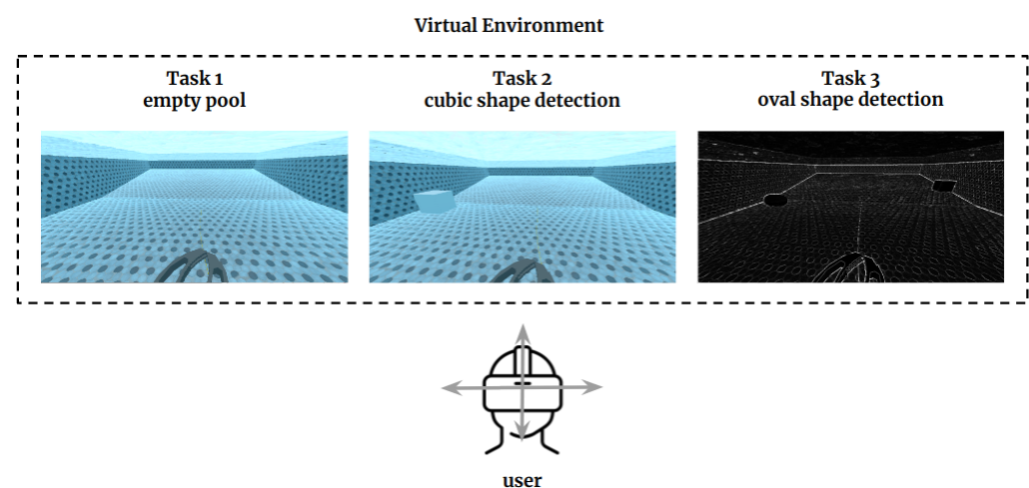 Virtual Environment
Task 1
empty pool
Task 2
cubic shape detection
Task 3
oval shape detection
user